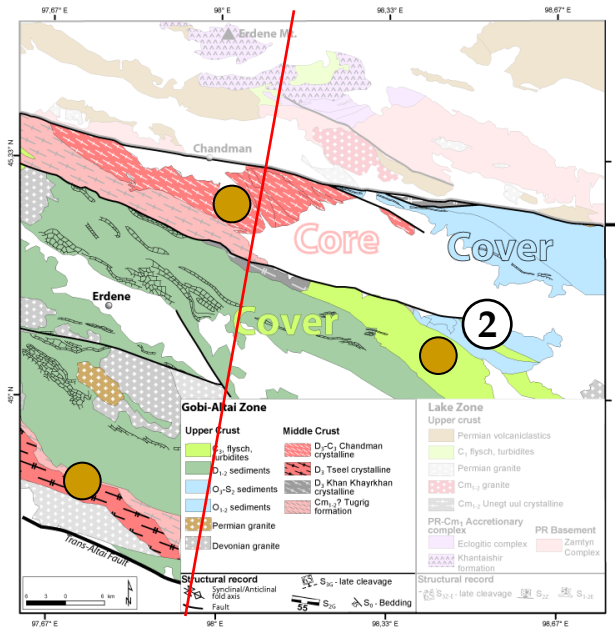 97.67° E
98° E
98,33° E
98.67° E
Erdene Mt.
45,33° N
Chandman
Core
Cover
Erdene
Cover
2
45° N
Gobi-Altai Zone
Upper Crust
C₁, flysch,
turbidites
D₁₋₂ sediments
O₃-S₂ sediments
O₁₋₂ sediments
Permian granite
Devonian granite
Middle Crust
D₃-C₁ Chandman
crystalline
D₃ Tseel crystalline
D₃ Khan Khayrkhan
crystalline
Cm₁₋₂? Tugrig
formation
Structural record
Synclinal/Anticlinal
fold axis
Fault
S₃G - late cleavage
55
S₂G
S₀ - Bedding
Lake Zone
Upper crust
Permian volcaniclastics
C₁ flysch, turbidites
Permian granite
Cm₁₋₂ granite
Cm₁₋₂ Unegt uul crystalline
PR-Cm₁ Accretionary
complex
Eclogitic complex
Khantaishir
formation
PR Basement
Zamtyn
Complex
Structural record
- late cleavage
Trans-Altai Fault
3
0
6 km
N
97.67° E
98° E
98.33° E
98.67° E